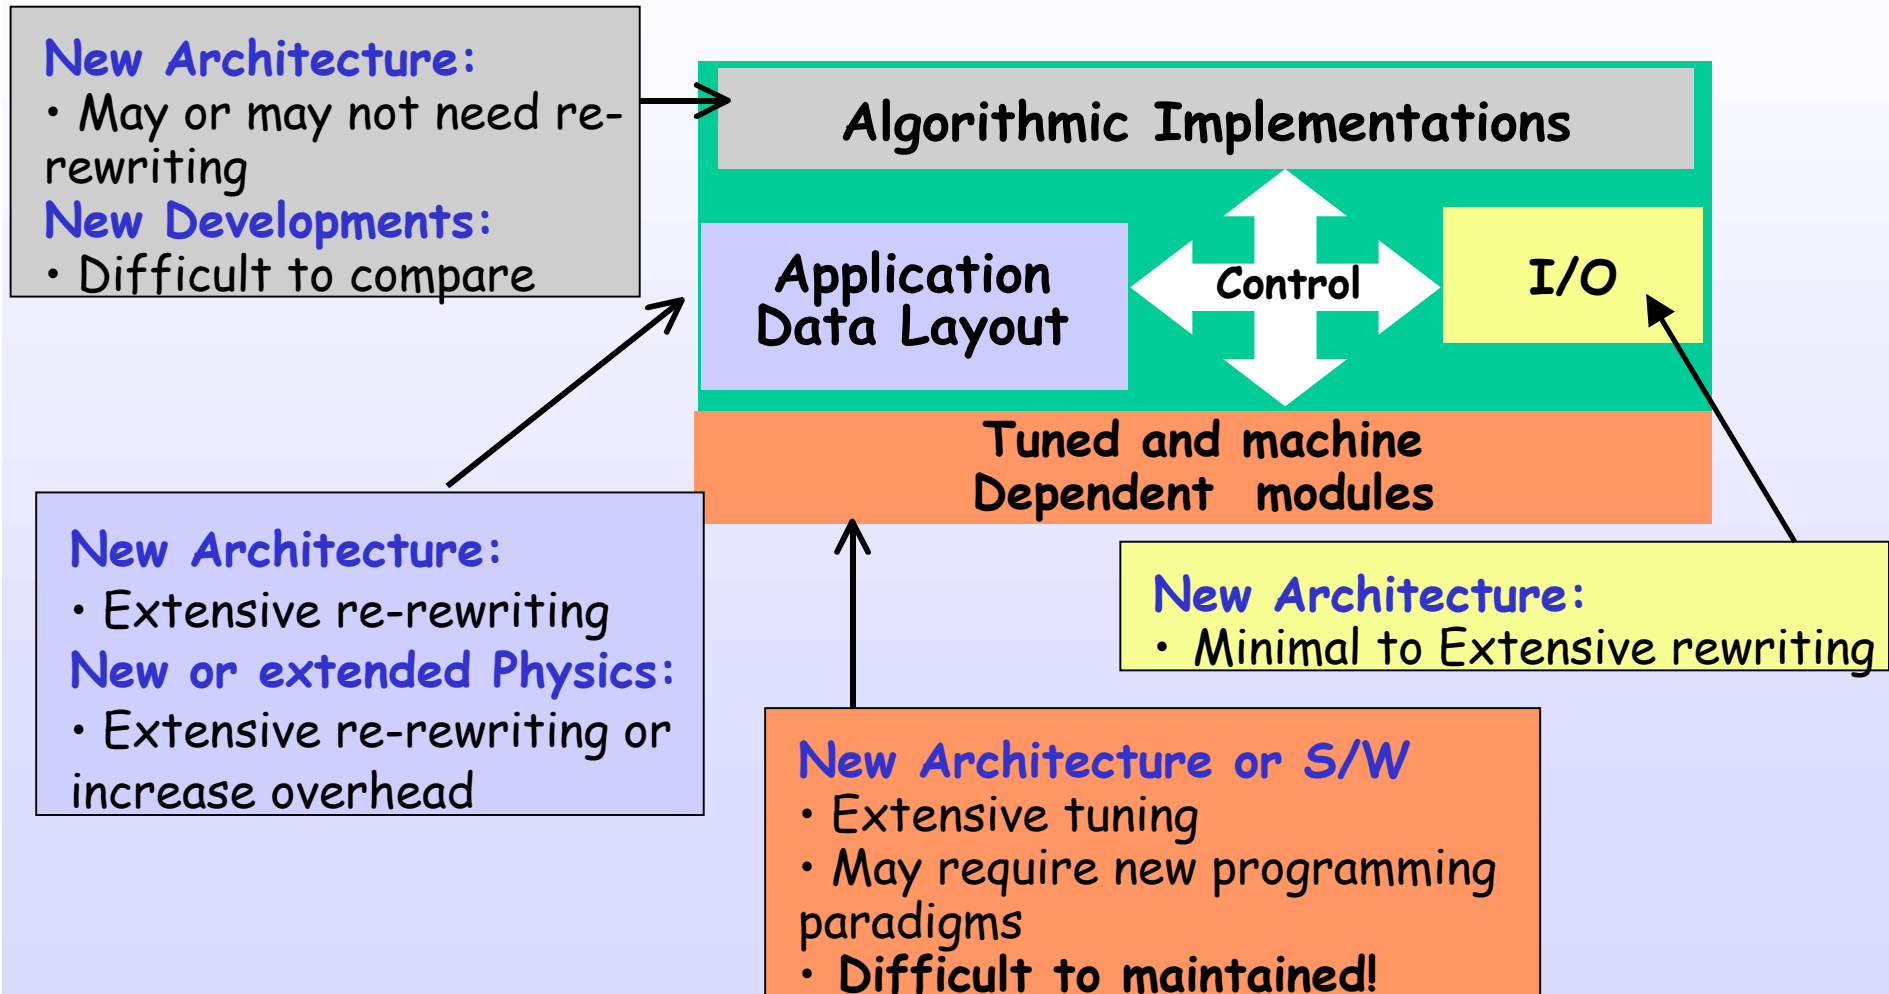 New Architecture:
• May or may not need re-
rewriting
New Developments:
• Difficult to compare
Algorithmic Implementations
Application
Data Layout
Control
I/O
Tuned and machine
Dependent modules
New Architecture:
• Extensive re-rewriting
New or extended Physics:
• Extensive re-rewriting or
increase overhead
New Architecture:
• Minimal to Extensive rewriting
New Architecture or S/W
• Extensive tuning
• May require new programming
paradigms
• Difficult to maintained!